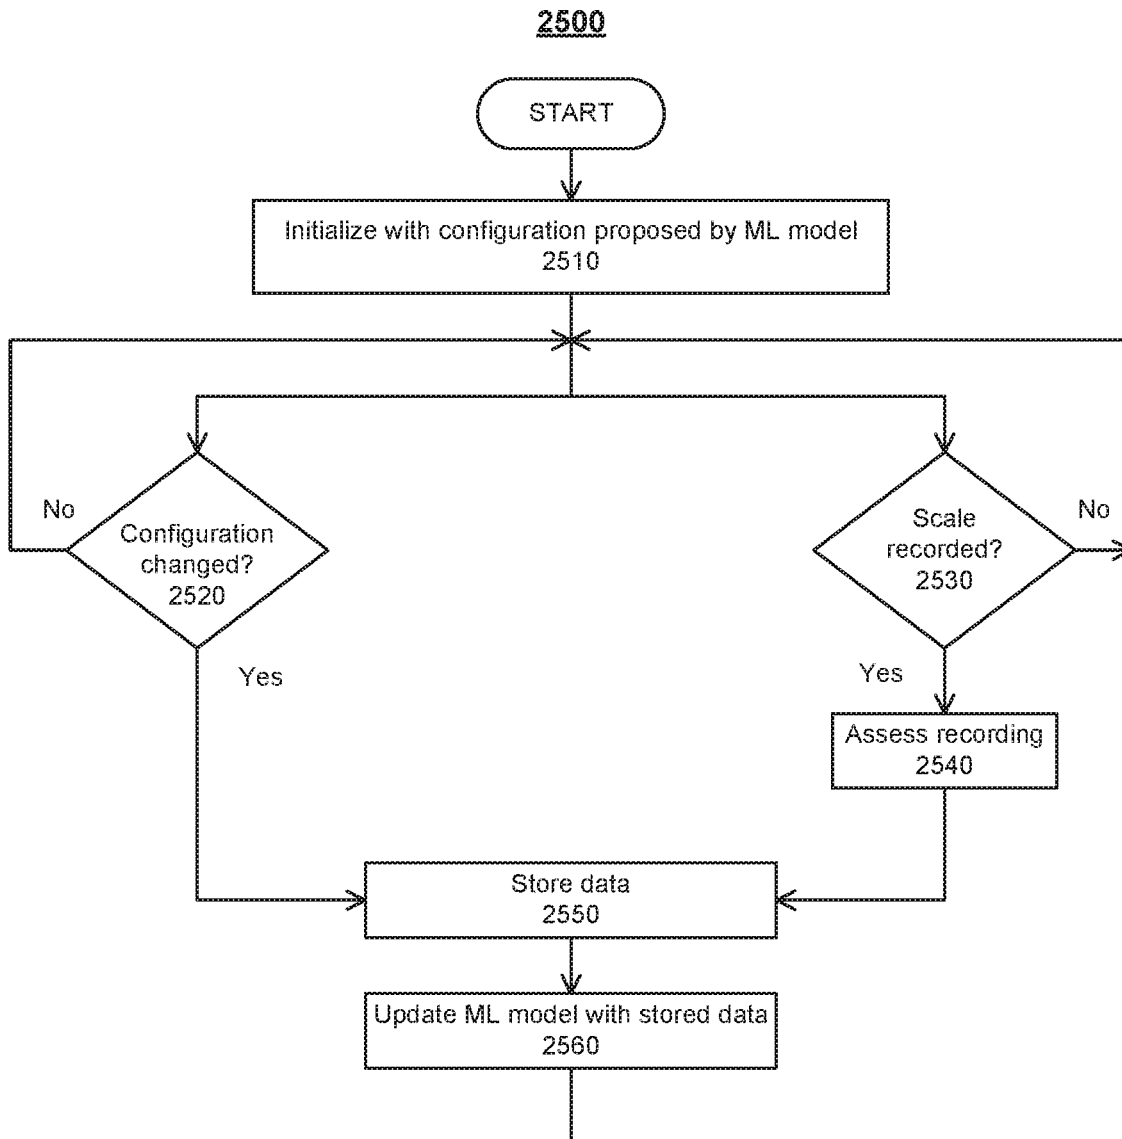 2500
START
Initialize with configuration proposed by ML model
2510
No
Configuration
changed?
2520
Yes
Scale
recorded?
2530
No
Yes
Assess recording
2540
Store data
2550
Update ML model with stored data
2560